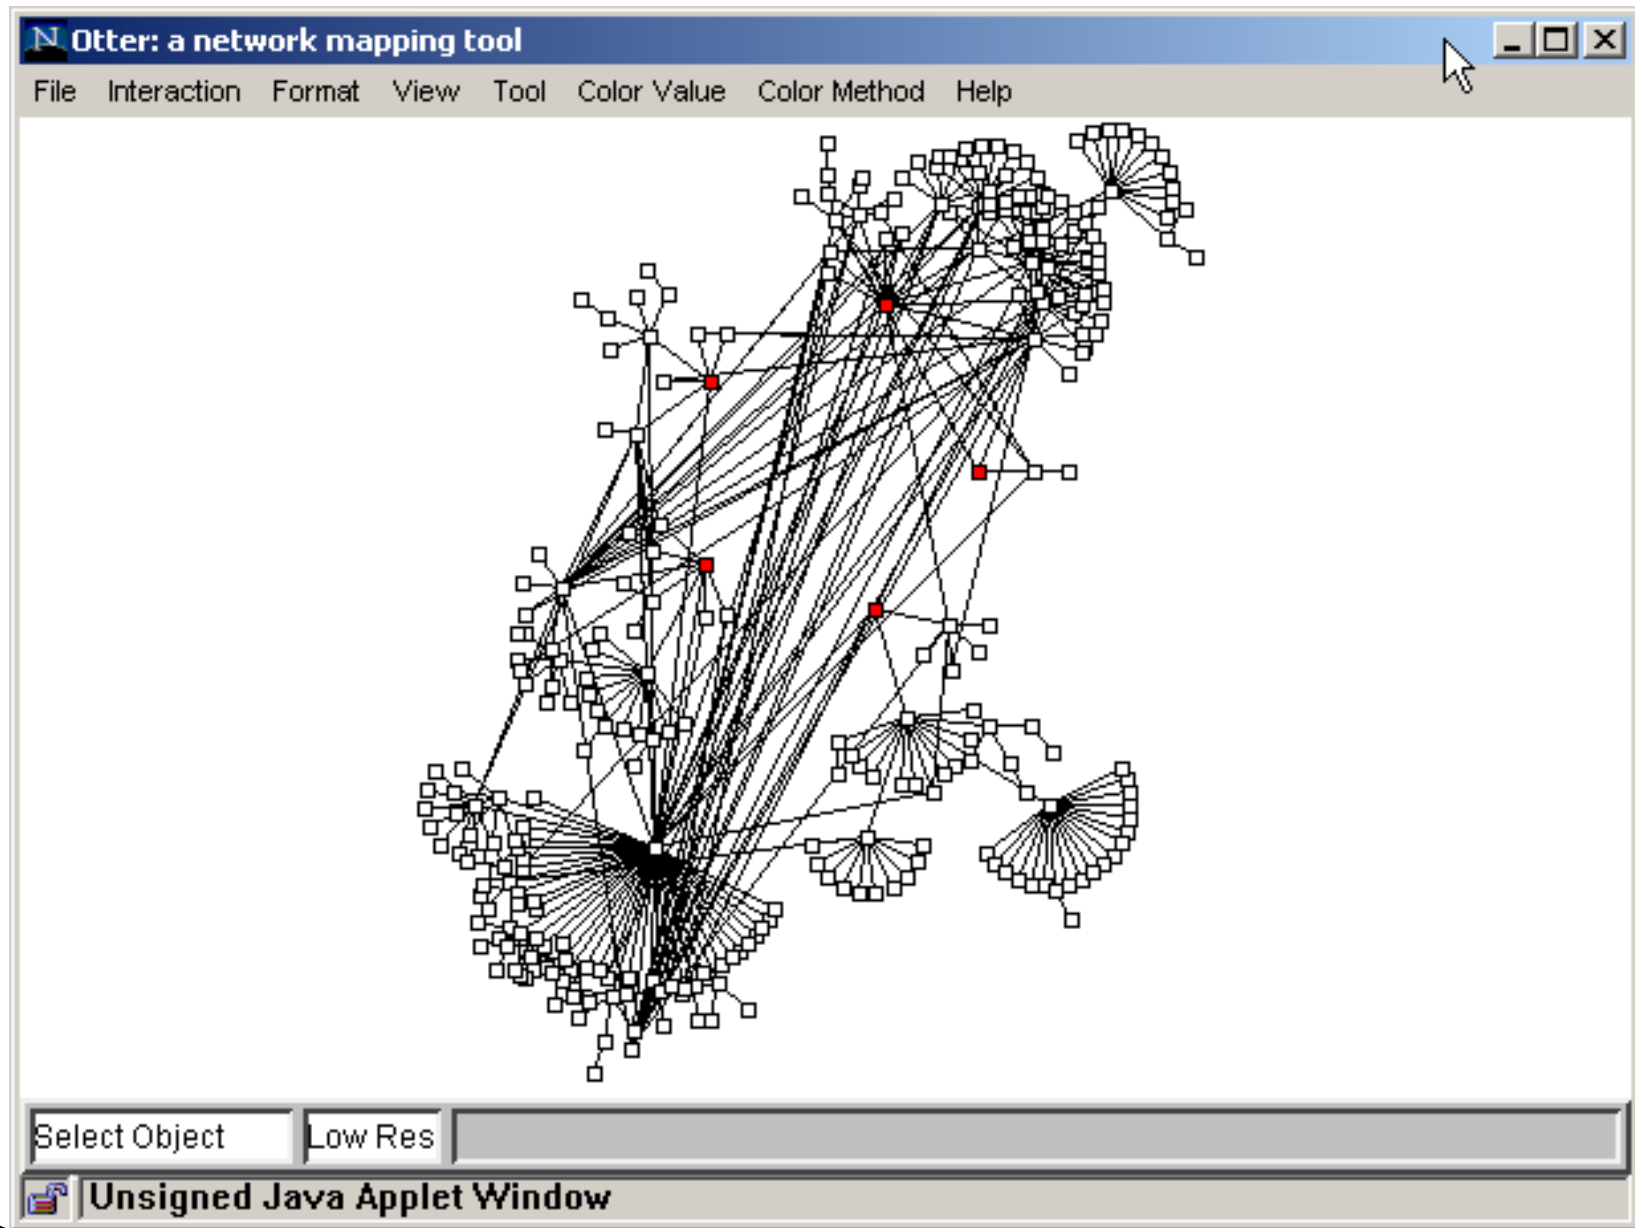 N Otter: a network mapping tool
File Interaction Format View Tool Color Value Color Method Help
Select Object Low Res
Unsigned Java Applet Window